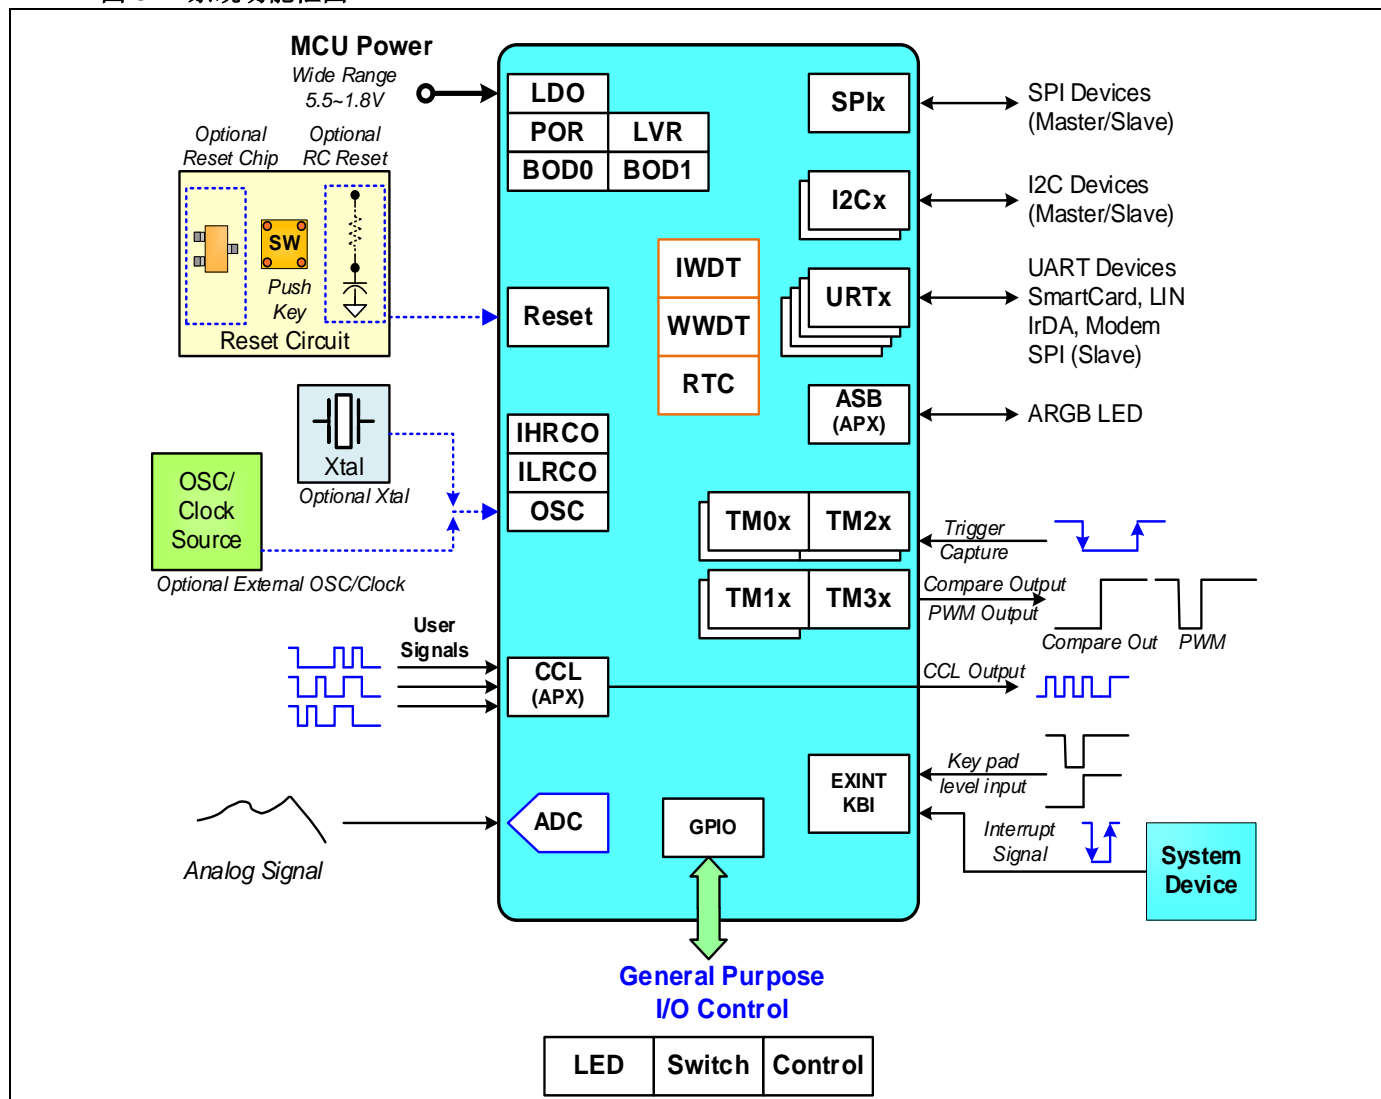 MCU Power
Wide Range
5.5~1.8V
Optional
Reset Chip
Optional
RC Reset
SW
Push
Key
Reset Circuit
Xtal
Optional Xtal
OSC/
Clock
Source
Optional External OSC/Clock
User
Signals
Analog Signal
LDO
POR
LVR
BOD0
BOD1
Reset
IHRCO
ILRCO
OSC
CCL
(APX)
ADC
IWDT
WWDT
RTC
GPIO
SPIx
I2Cx
URTx
ASB
(APX)
TM0x
TM2x
TM1x
TM3x
EXINT
KBI
SPI Devices
(Master/Slave)
I2C Devices
(Master/Slave)
UART Devices
SmartCard, LIN
IrDA, Modem
SPI (Slave)
ARGB LED
Trigger
Capture
Compare Output
PWM Output
Compare Out
PWM
CCL Output
Key pad
level input
Interrupt
Signal
System
Device
General Purpose
I/O Control
LED
Switch
Control